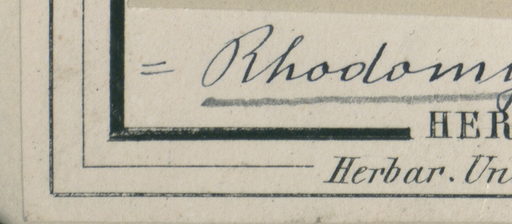 = Rhodomy
HER
Herbar. Un